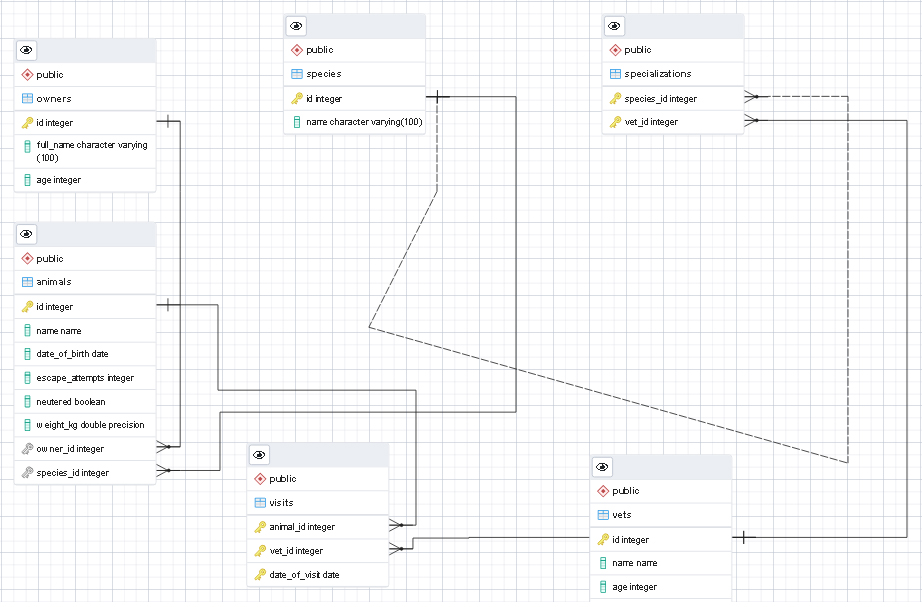 public
owners
id integer
full_name character varying
(100)
age integer
public
species
id integer
name character varying(100)
public
specializations
species_id integer
vet_id integer
public
animals
id integer
name name
date_of_birth date
escape_attempts integer
neutered boolean
weight_kg double precision
owner_id integer
species_id integer
public
visits
animal_id integer
vet_id integer
date_of_visit date
public
vets
id integer
name name
age integer